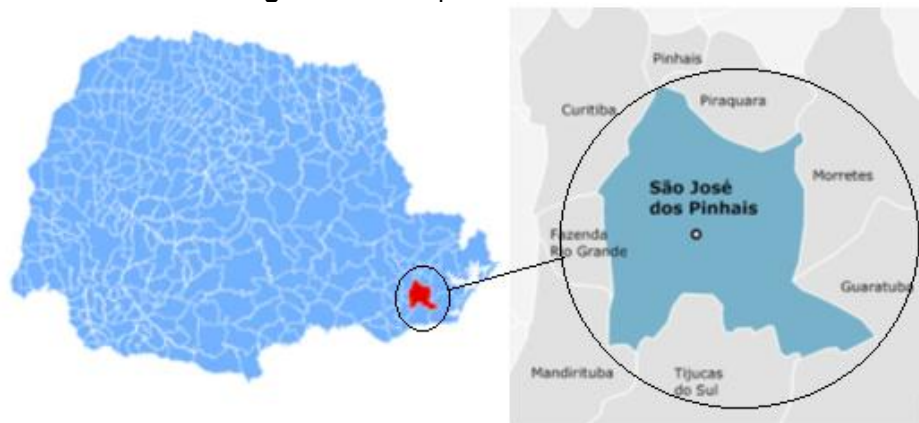 Pinhais
Curitiba
Piraquara
São José
dos Pinhais
Morretes
Fazenda
Rio Grande
Guaratuba
Mandirituba
Tijucas
do Sul